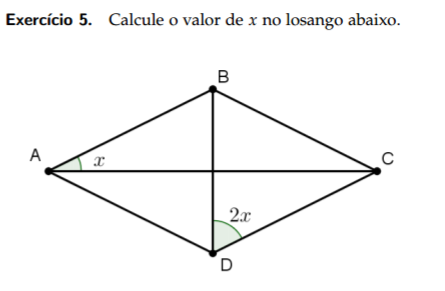 Exercício 5. Calcule o valor de x no losango abaixo.
B
A
x
C
2x
D